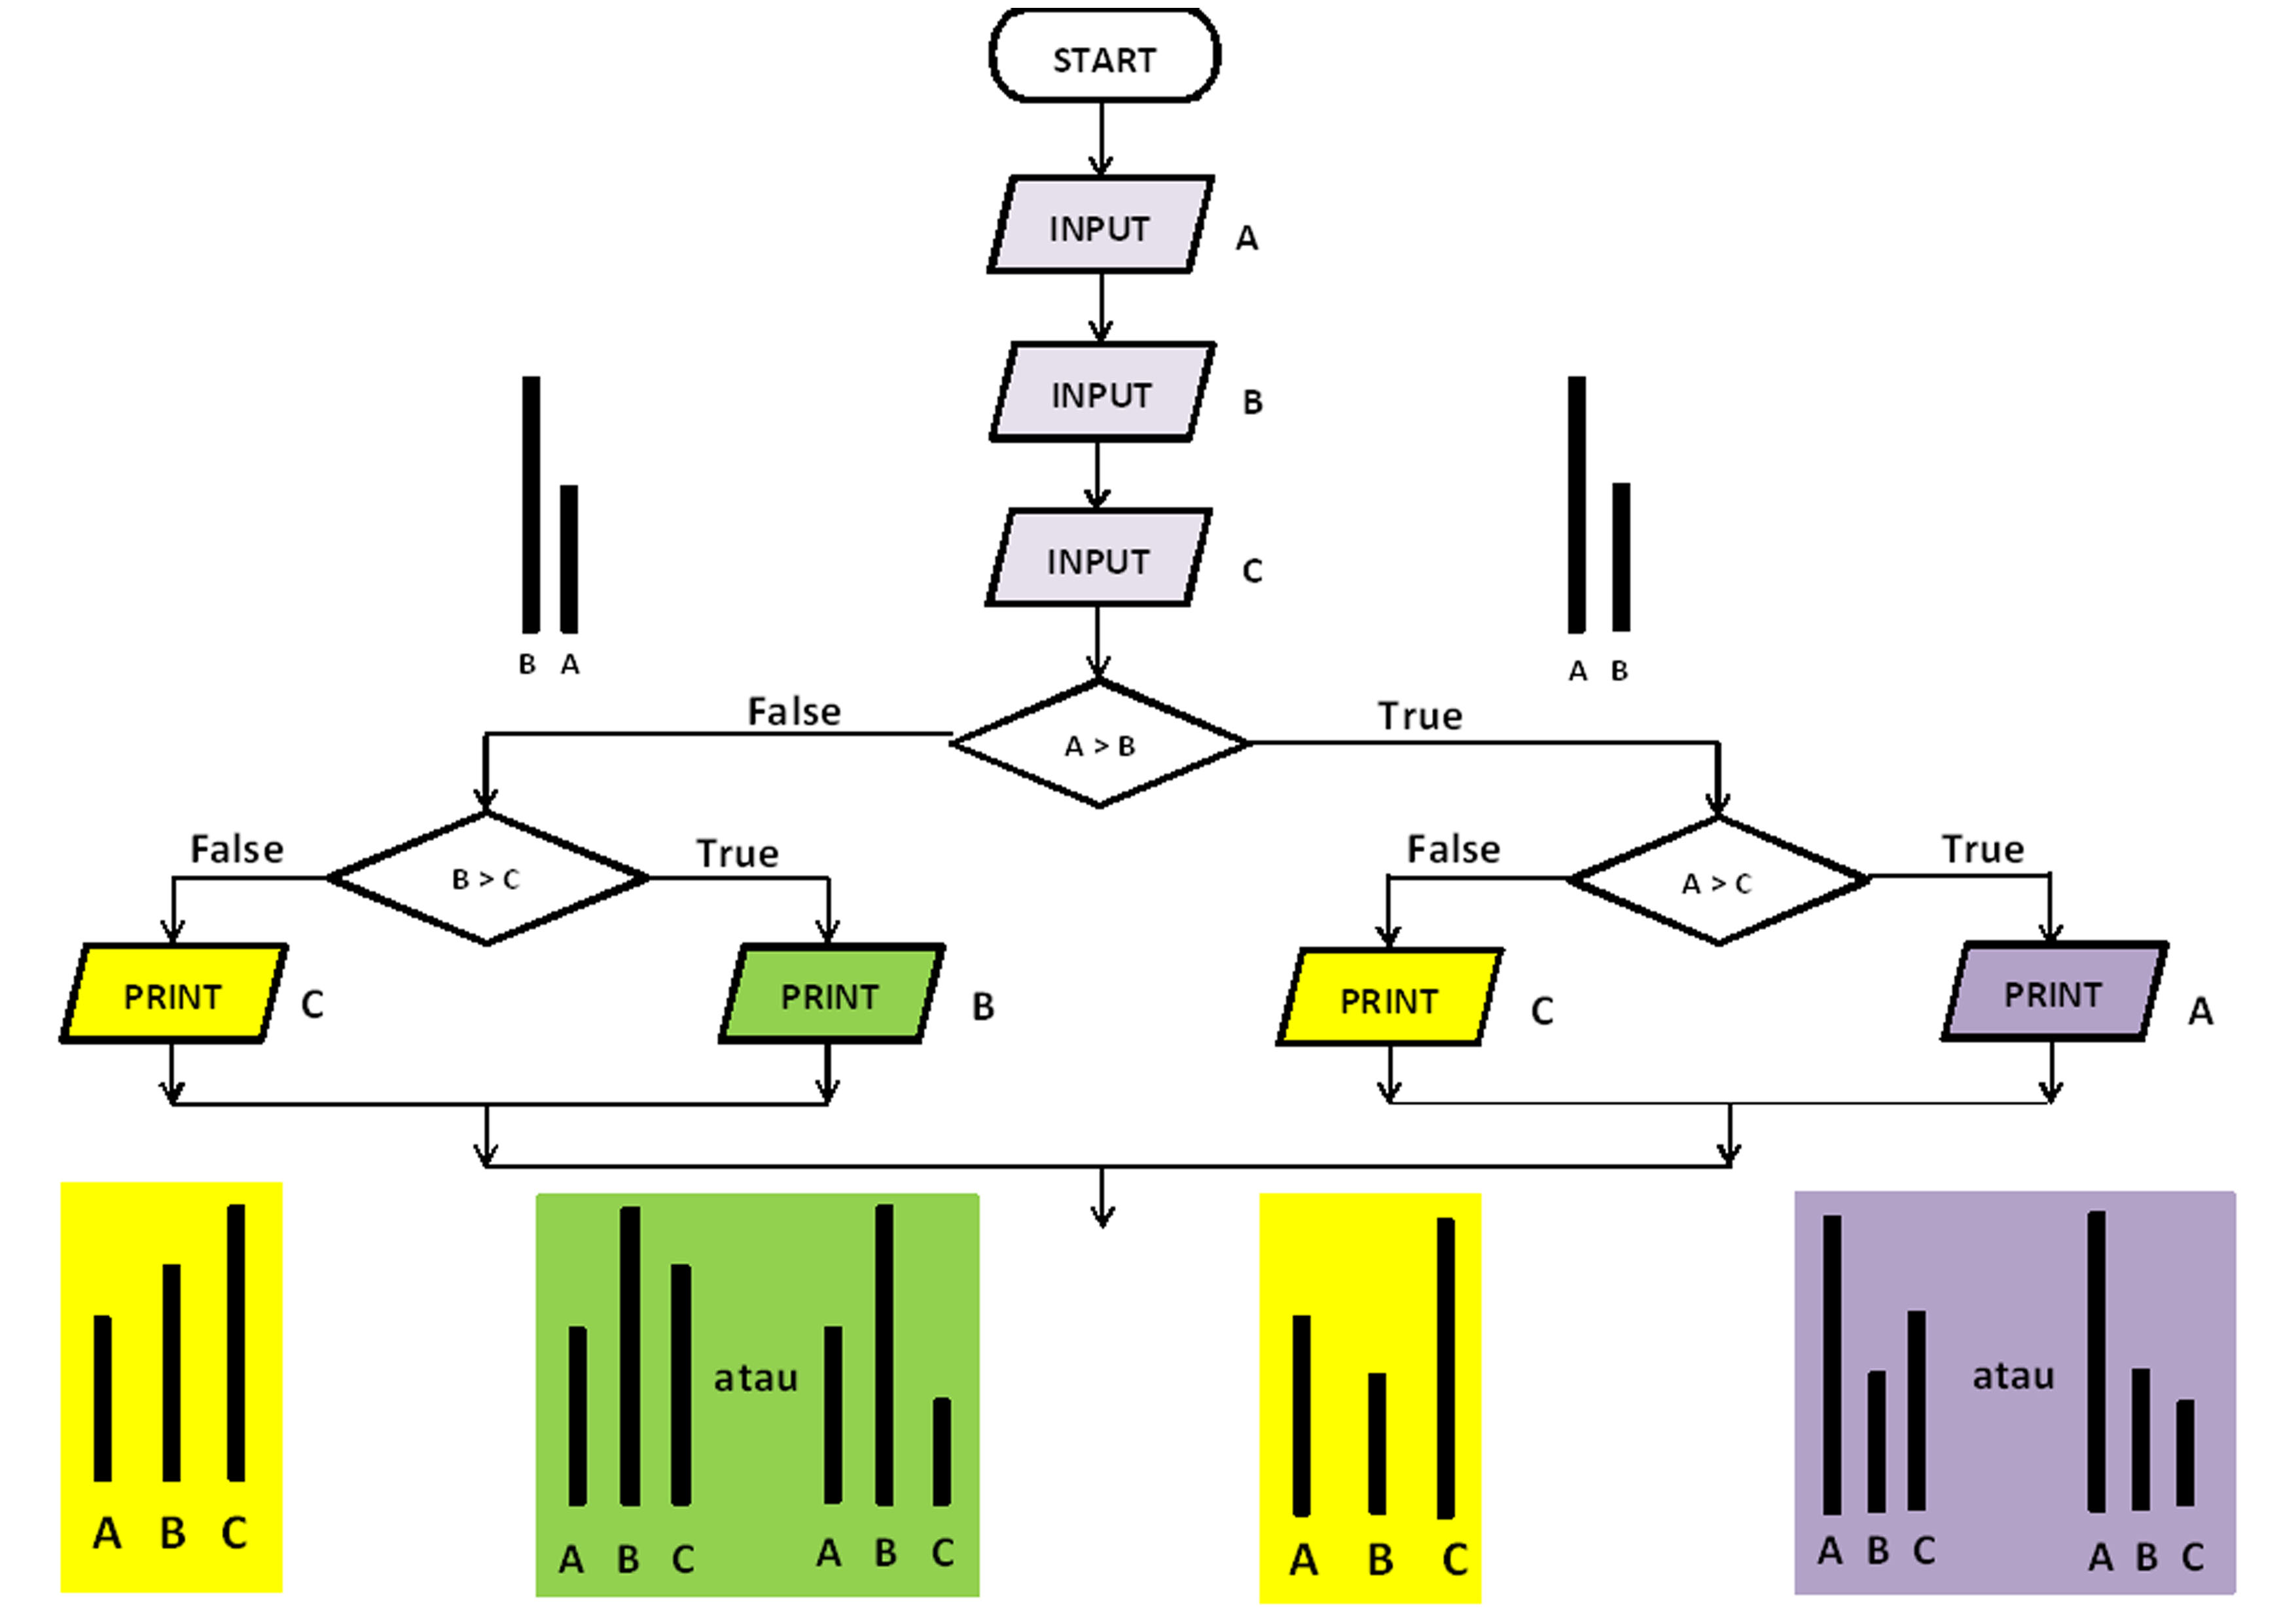 START
INPUT A
INPUT B
INPUT C
B A
A B
False True
A > B
False True
B > C
False True
A > C
PRINT C
PRINT B
PRINT C
PRINT A
A B C
atau
A B C A B C
A B C
atau
A B C A B C